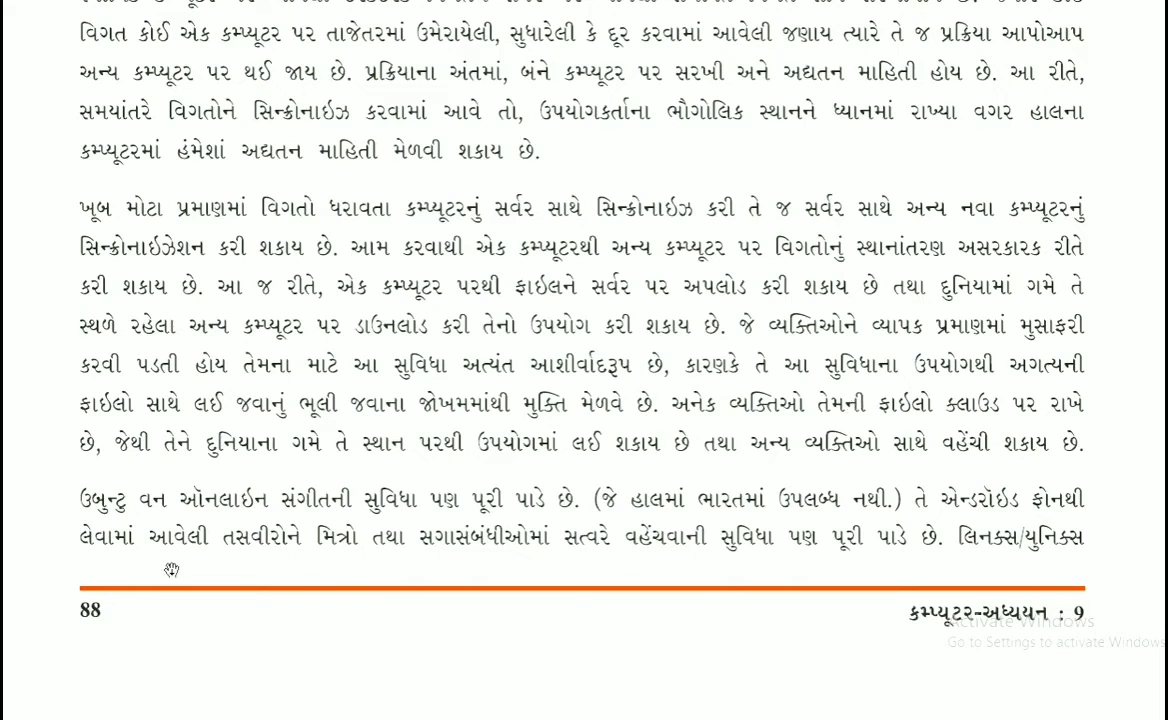 વિગત કોઈ એક કમ્પ્યૂટર પર તાજેતરમાં ઉમેરાયેલી, સુધારેલી કે દૂર કરવામાં આવેલી જણાય ત્યારે તે જ પ્રક્રિયા આપોઆપ
અન્ય કમ્પ્યૂટર પર થઈ જાય છે. પ્રક્રિયાના અંતમાં, બંને કમ્પ્યૂટર પર સરખી અને અદ્યતન માહિતી હોય છે. આ રીતે,
સમયાંતરે વિગતોને સિન્ક્રોનાઇઝ કરવામાં આવે તો, ઉપયોગકર્તાના ભૌગોલિક સ્થાનને ધ્યાનમાં રાખ્યા વગર હાલના
કમ્પ્યૂટરમાં હંમેશાં અદ્યતન માહિતી મેળવી શકાય છે.
ખૂબ મોટા પ્રમાણમાં વિગતો ધરાવતા કમ્પ્યૂટરનું સર્વર સાથે સિન્ક્રોનાઇઝ કરી તે જ સર્વર સાથે અન્ય નવા કમ્પ્યૂટરનું
સિન્ક્રોનાઇઝેશન કરી શકાય છે. આમ કરવાથી એક કમ્પ્યૂટરથી અન્ય કમ્પ્યૂટર પર વિગતોનું સ્થાનાંતરણ અસરકારક રીતે
કરી શકાય છે. આ જ રીતે, એક કમ્પ્યૂટર પરથી ફાઇલને સર્વર પર અપલોડ કરી શકાય છે તથા દુનિયામાં ગમે તે
સ્થળે રહેલા અન્ય કમ્પ્યૂટર પર ડાઉનલોડ કરી તેનો ઉપયોગ કરી શકાય છે. જે વ્યક્તિઓને વ્યાપક પ્રમાણમાં મુસાફરી
કરવી પડતી હોય તેમના માટે આ સુવિધા અત્યંત આશીર્વાદરૂપ છે, કારણકે તે આ સુવિધાના ઉપયોગથી અગત્યની
ફાઇલો સાથે લઈ જવાનું ભૂલી જવાના જોખમમાંથી મુક્તિ મેળવે છે. અનેક વ્યક્તિઓ તેમની ફાઇલો ક્લાઉડ પર રાખે
છે, જેથી તેને દુનિયાના ગમે તે સ્થાન પરથી ઉપયોગમાં લઈ શકાય છે તથા અન્ય વ્યક્તિઓ સાથે વહેંચી શકાય છે.
ઉબુન્ટુ વન ઑનલાઇન સંગીતની સુવિધા પણ પૂરી પાડે છે. (જે હાલમાં ભારતમાં ઉપલબ્ધ નથી.) તે એન્ડરૉઇડ ફોનથી
લેવામાં આવેલી તસવીરોને મિત્રો તથા સગાસંબંધીઓમાં સત્વરે વહેંચવાની સુવિધા પણ પૂરી પાડે છે. લિનક્સ/યુનિક્સ
88
કમ્પ્યૂટર-અધ્યયન : 9
Activate Windows
Go to Settings to activate Windows